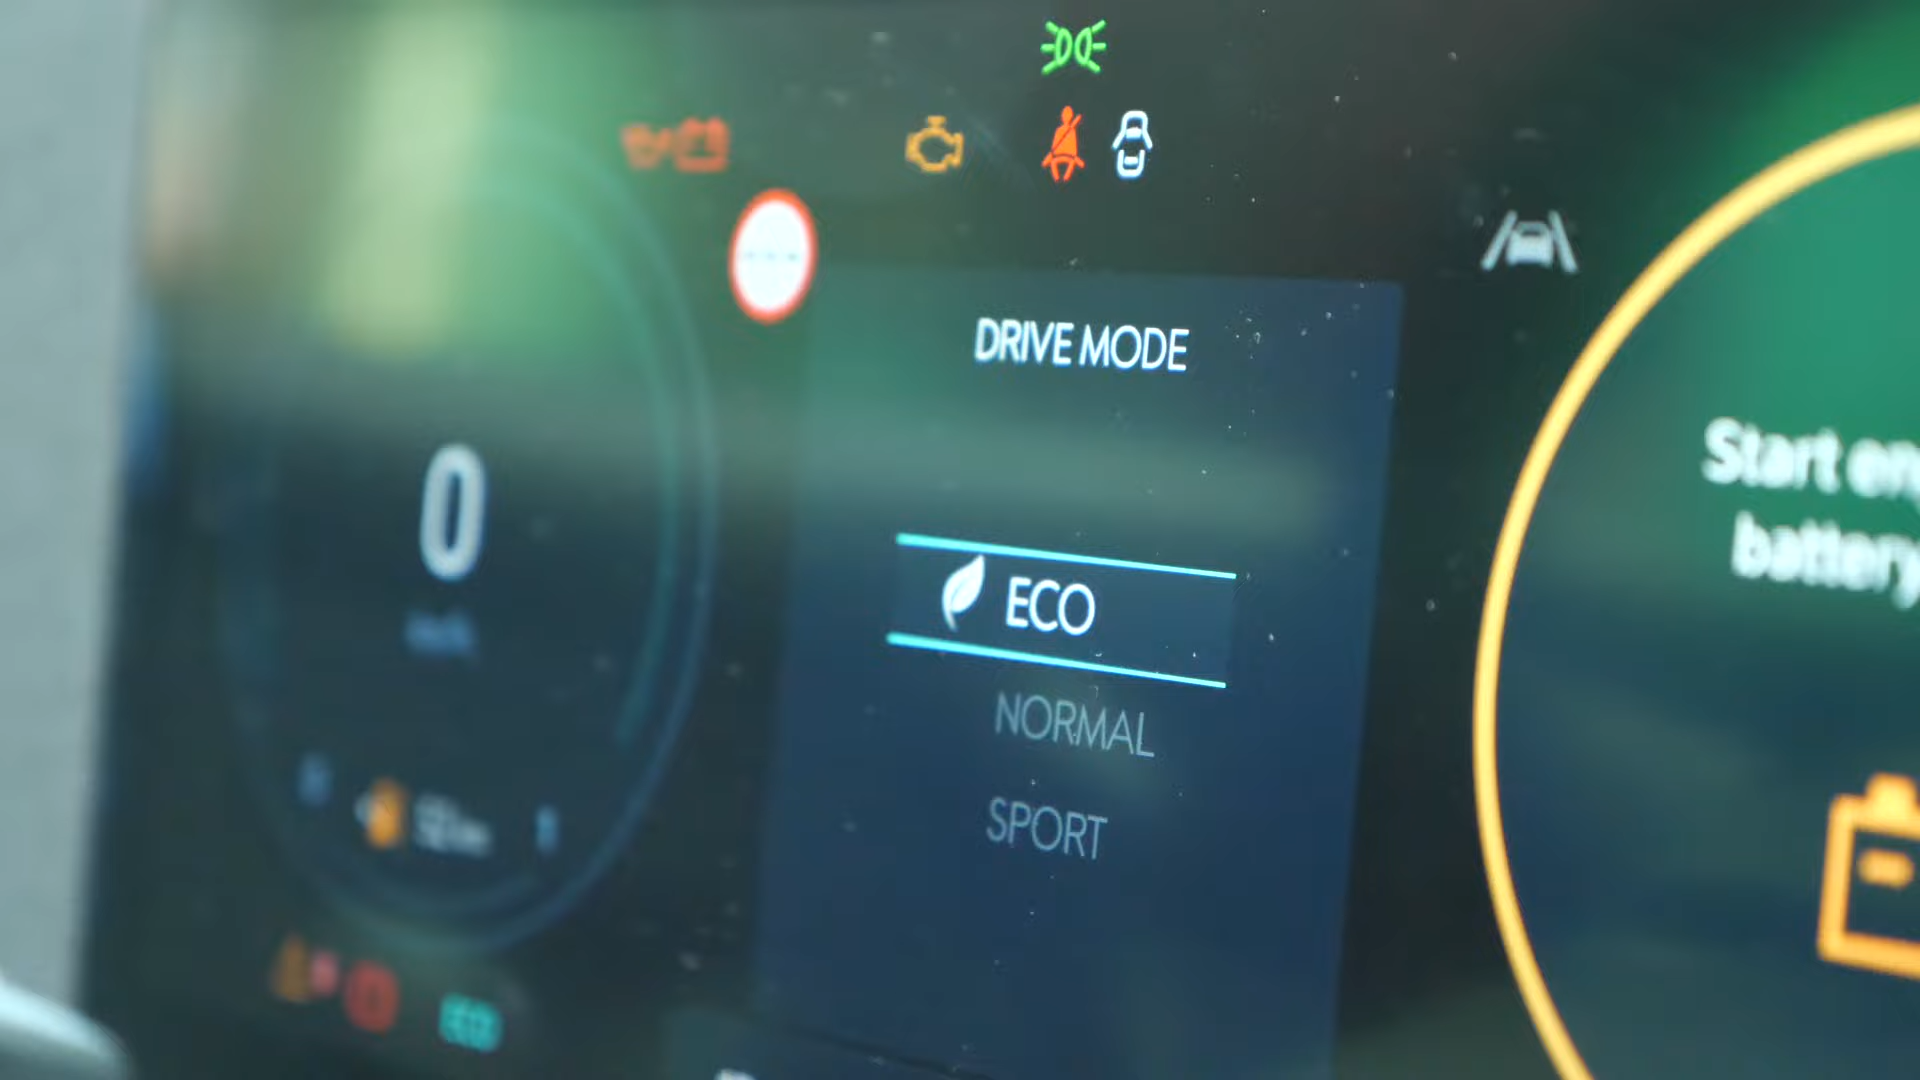 DRIVE MODE
0
Start en
battery
ECO
NORMAL
SPORT